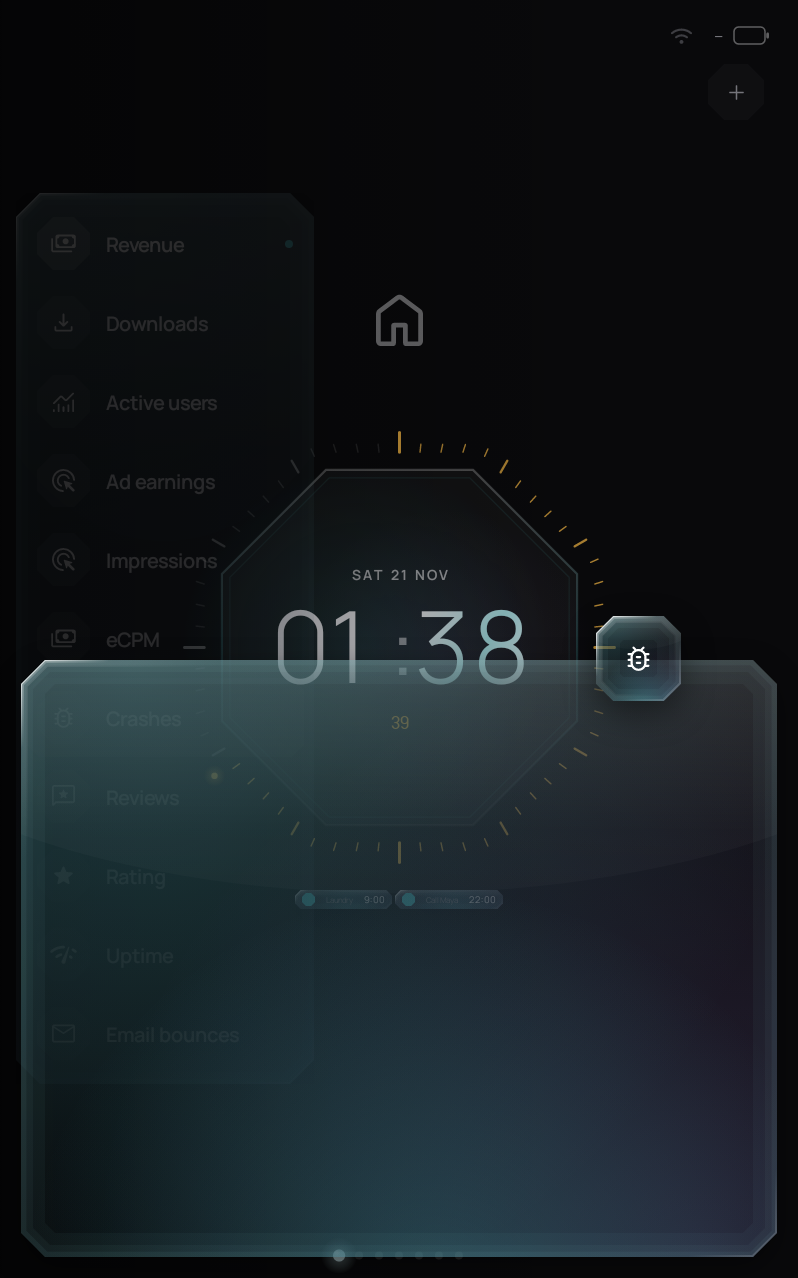 Revenue
Downloads
Active users
Ad earnings
Impressions
SAT 21 NOV
01 :38
eCPM
Crashes
39
Reviews
Rating
Laundry 9:00 22:00
Uptime
Email bounces